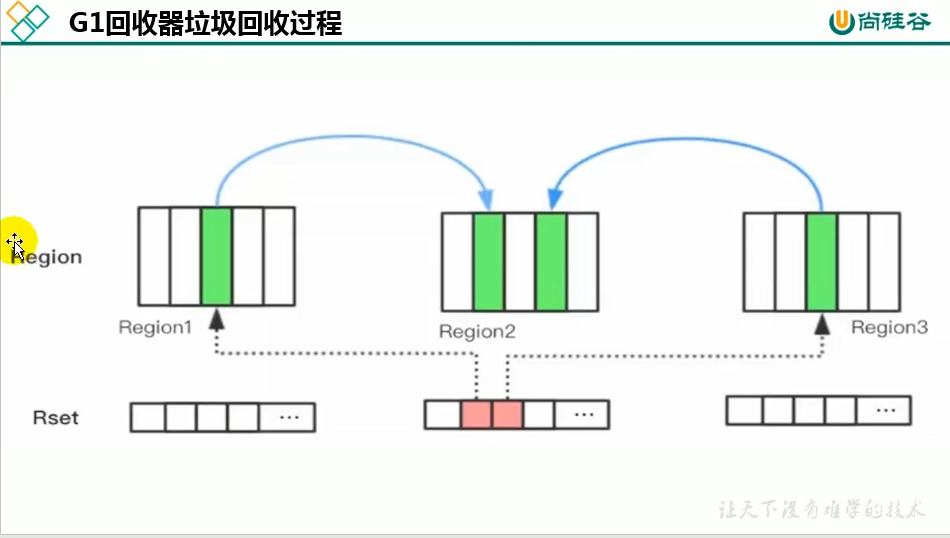 G1回收器垃圾回收过程
尚硅谷
Region
Region1
Region2
Region3
Rset
...
...
...
让天下没有难学的技术